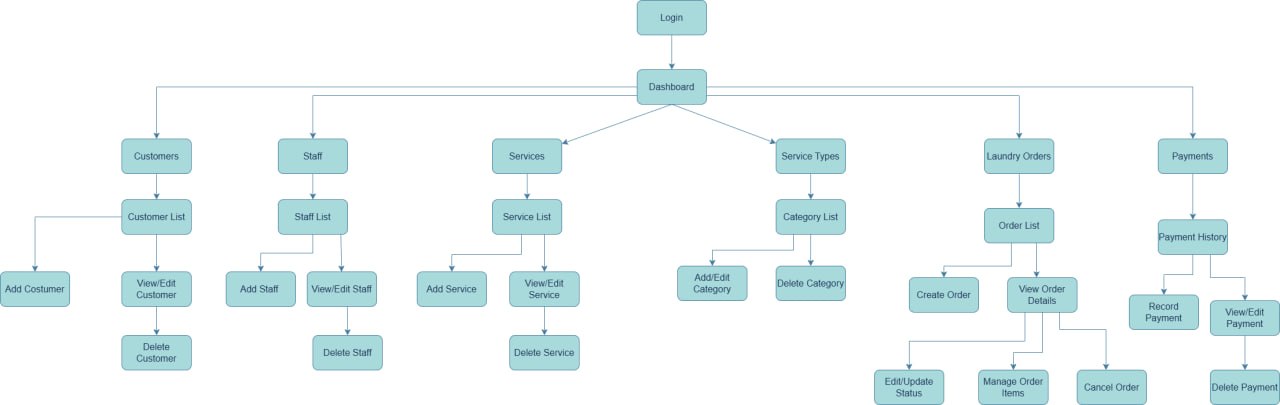 Login
Dashboard
Customers
Staff
Services
Service Types
Laundry Orders
Payments
Customer List
Staff List
Service List
Category List
Order List
Payment History
Add Costumer
View/Edit
Customer
Add Staff
View/Edit Staff
Add Service
View/Edit
Service
Add/Edit
Category
Delete Category
Create Order
View Order
Details
Record
Payment
View/Edit
Payment
Delete
Customer
Delete Staff
Delete Service
Edit/Update
Status
Manage Order
Items
Cancel Order
Delete Payment